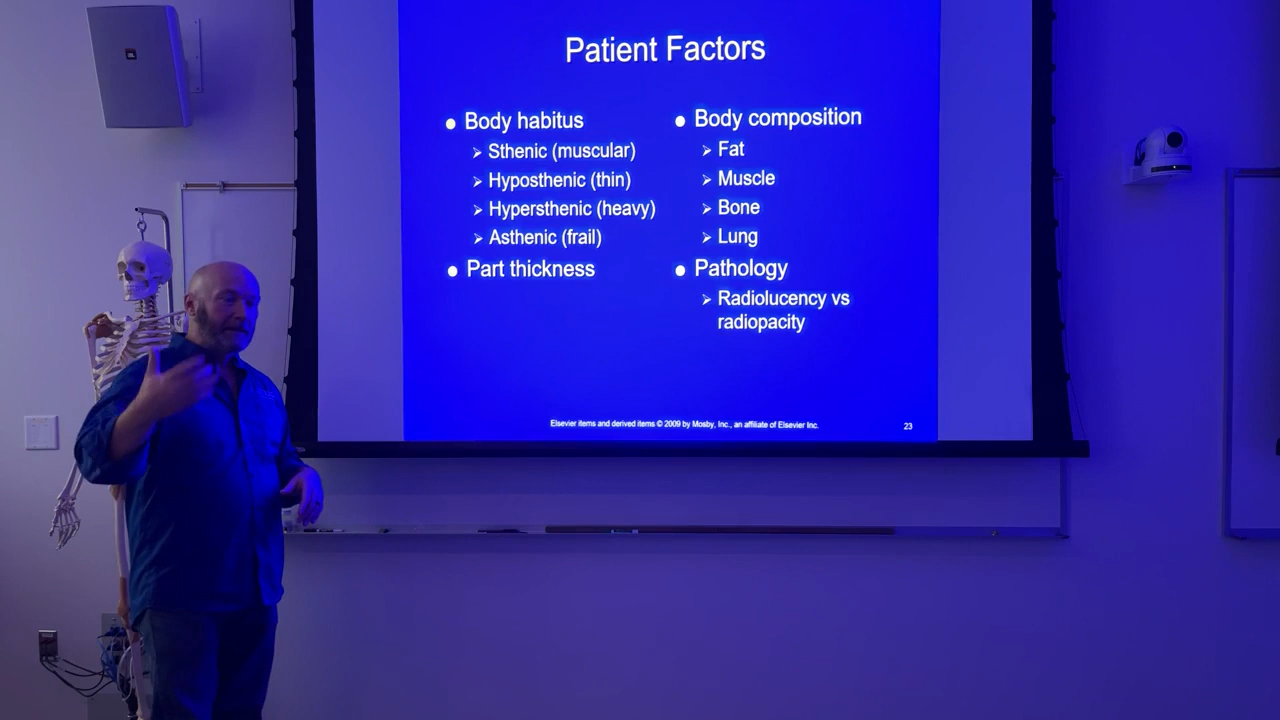 Patient Factors
● Body habitus
➢ Sthenic (muscular)
➢ Hyposthenic (thin)
➢ Hypersthenic (heavy)
➢ Asthenic (frail)
● Part thickness
● Body composition
➢ Fat
➢ Muscle
➢ Bone
➢ Lung
● Pathology
➢ Radiolucency vs
radiopacity
Elsevier items and derived items © 2009 by Mosby, Inc., an affiliate of Elsevier Inc.
23
JBL